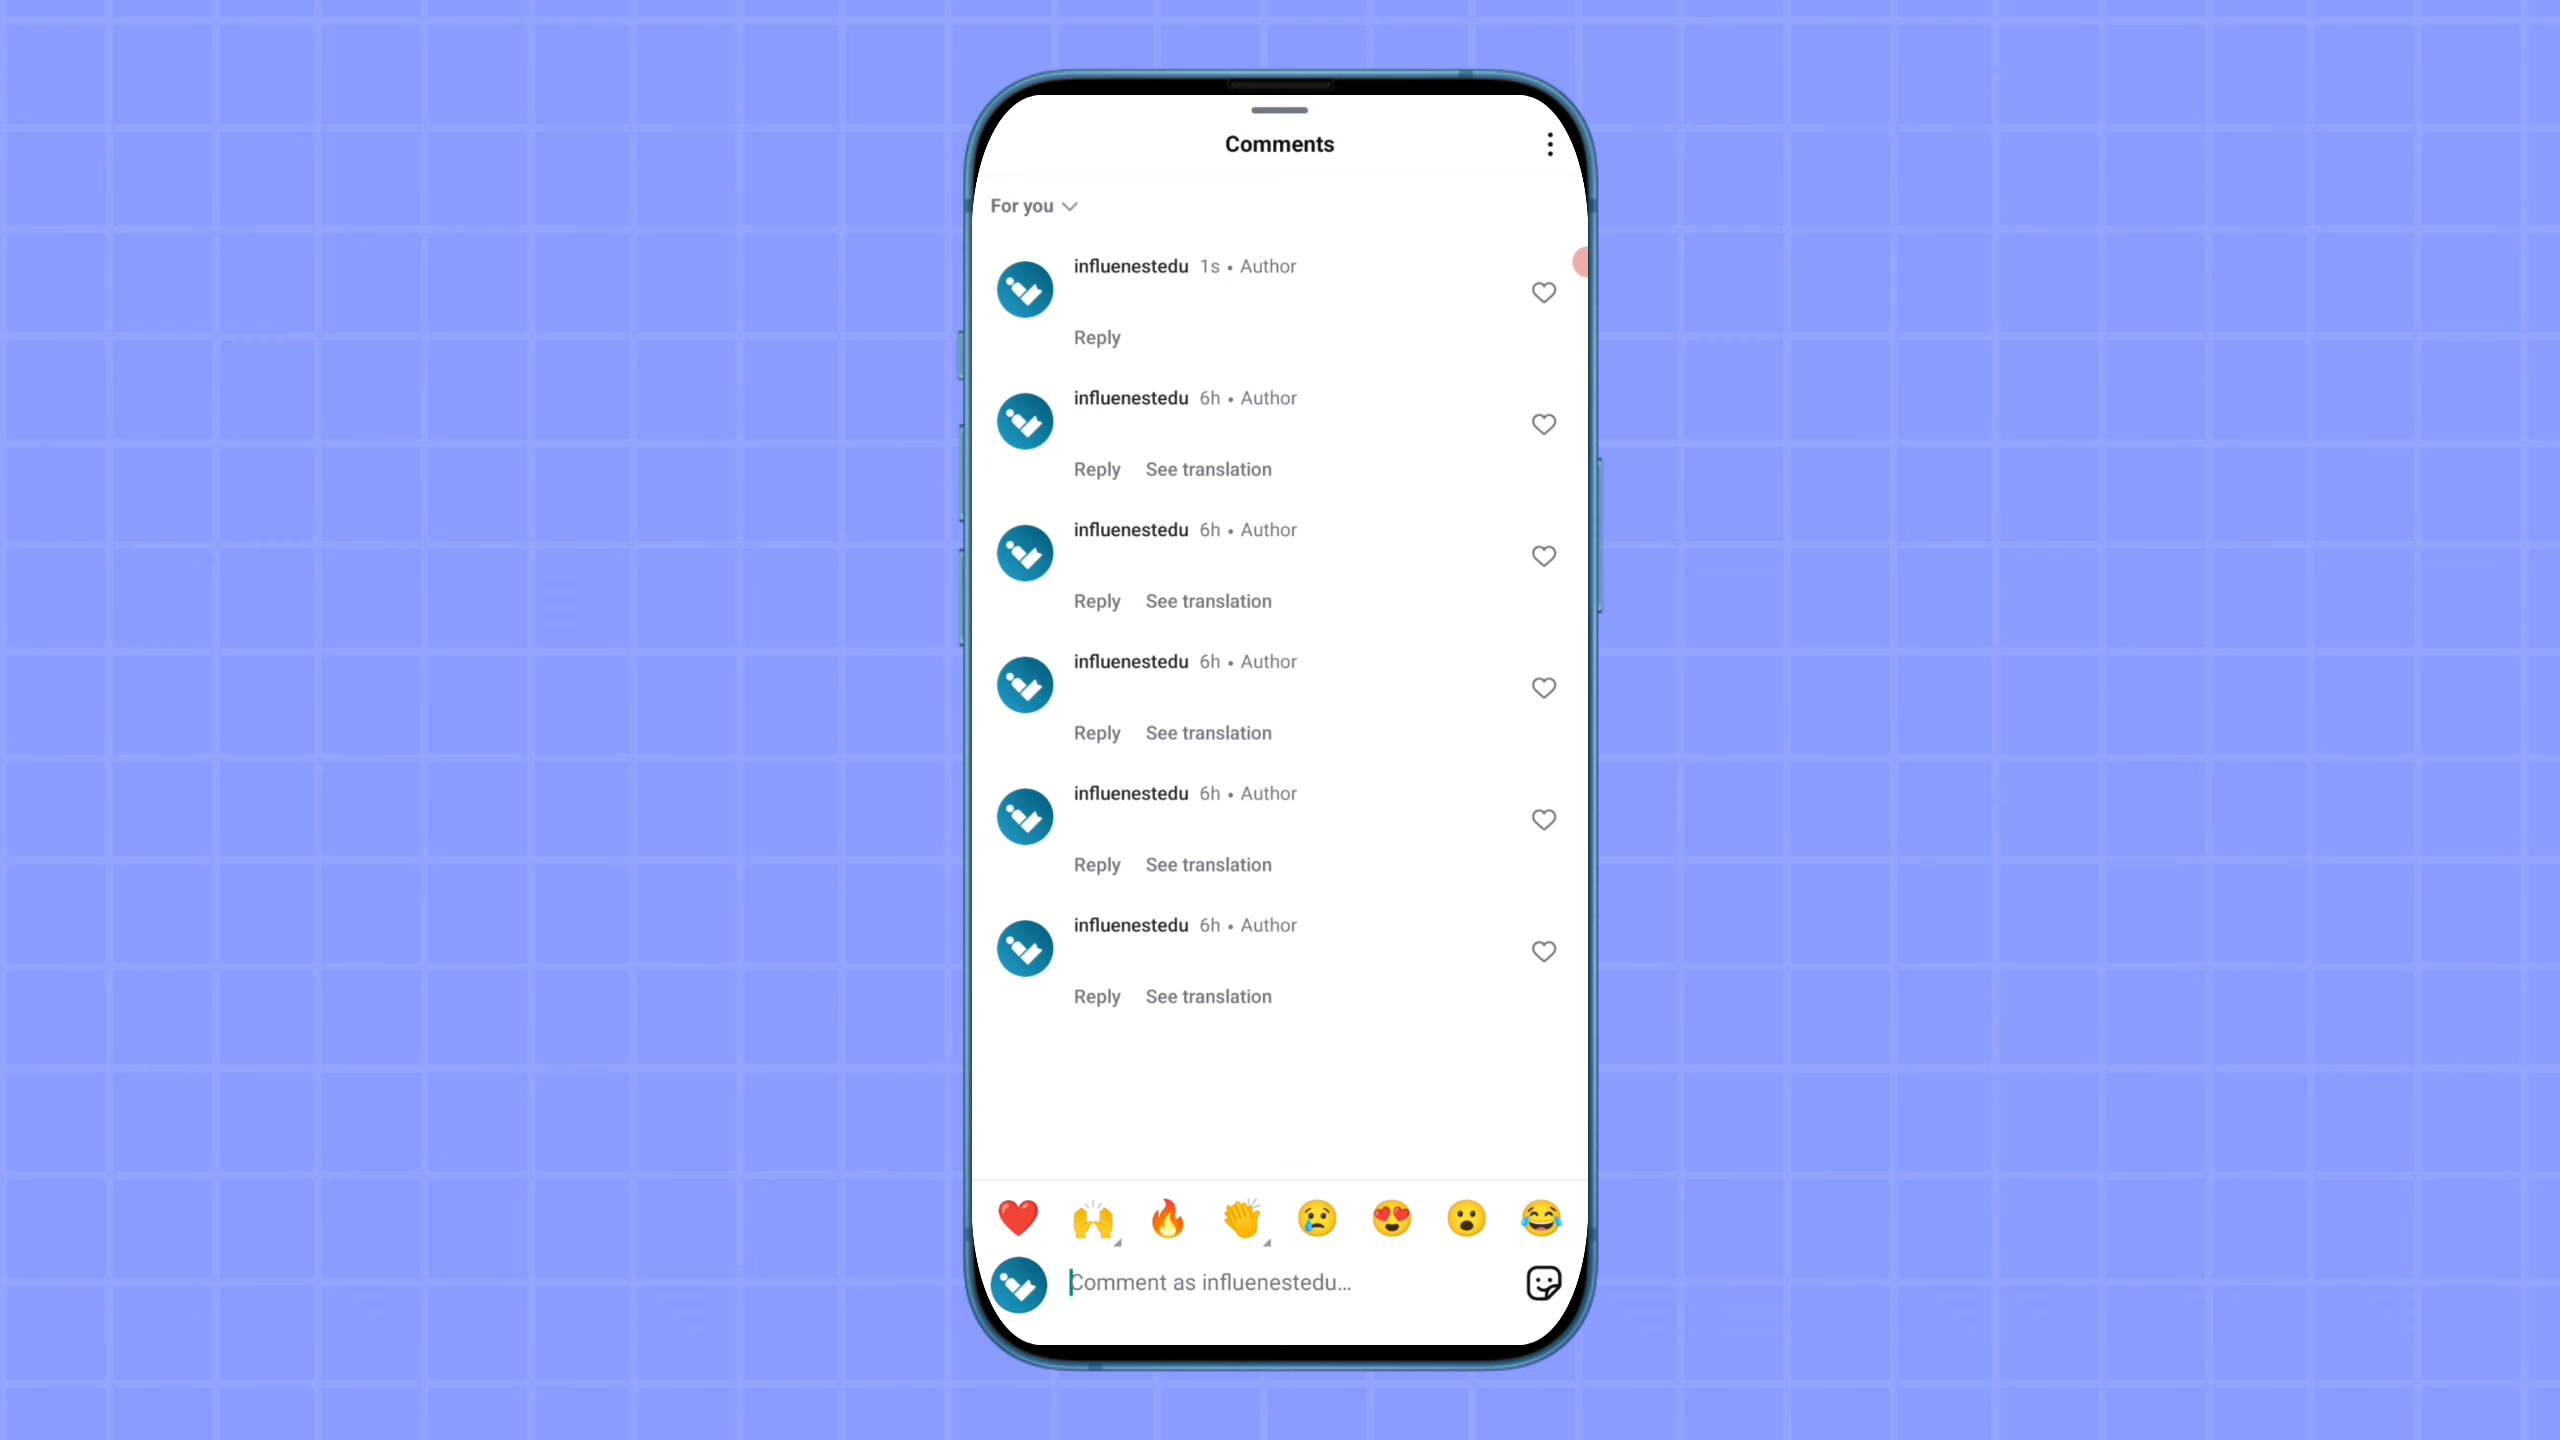 Comments
For you
influenestedu 1s • Author
Reply
influenestedu 6h • Author
Reply See translation
influenestedu 6h • Author
Reply See translation
influenestedu 6h • Author
Reply See translation
influenestedu 6h • Author
Reply See translation
influenestedu 6h • Author
Reply See translation
Comment as influenestedu...